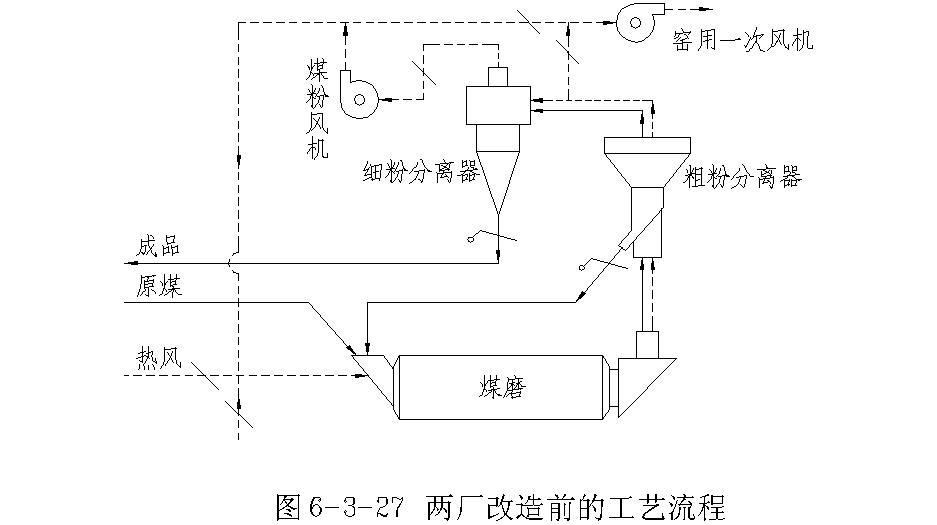 窑用一次风机
煤粉风机
细粉分离器
粗粉分离器
成品
原煤
热风
煤磨
图6-3-27 两厂改造前的工艺流程